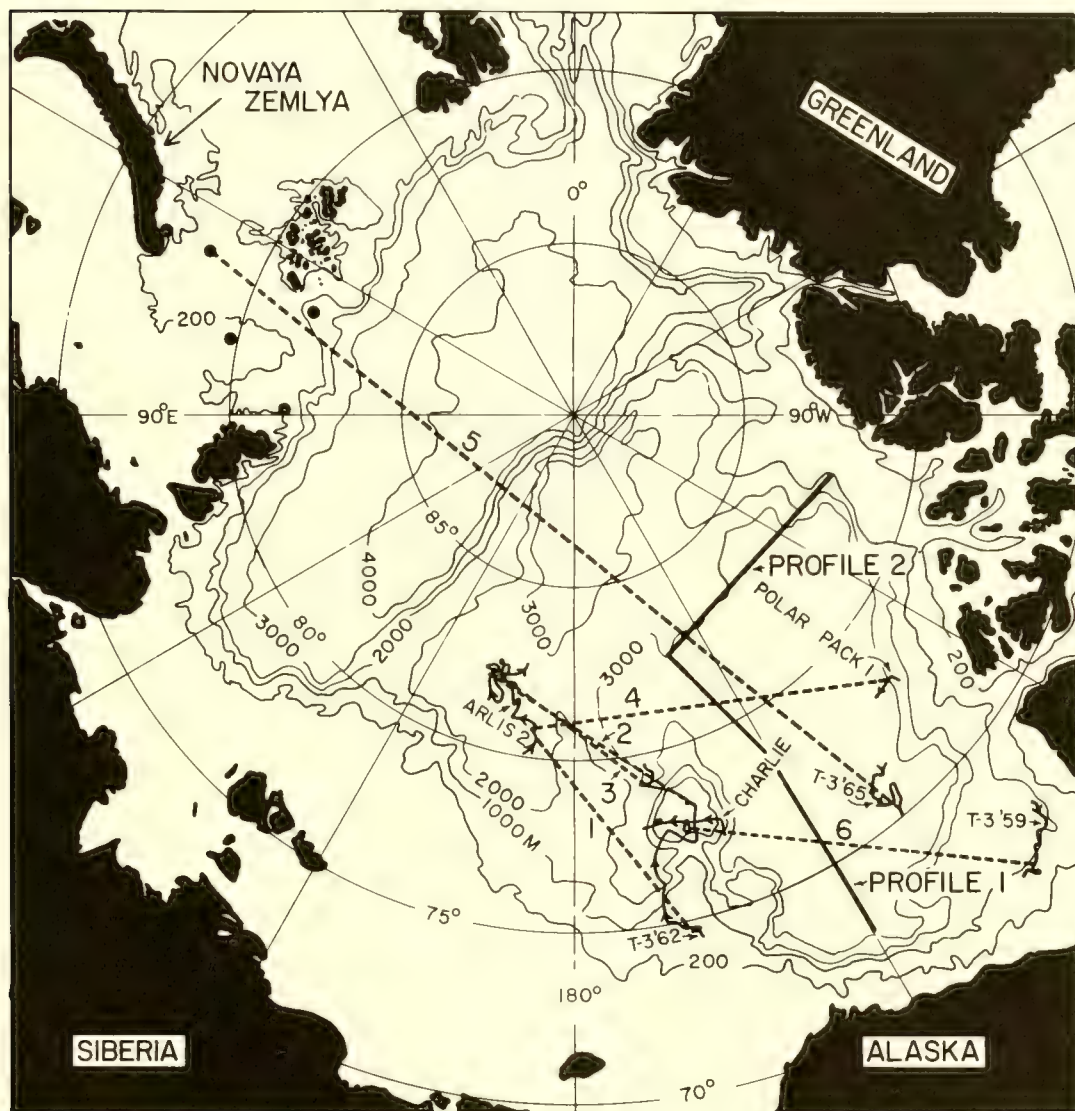 NOVAYA
ZEMLYA
GREENLAND
0°
200
90°E
90°W
5
85°
4000
80°
3000
2000
3000
PROFILE 2
POLAR PACK 1
200
3000
4
ARLIS 2
2
3
CHARLIE
T-3'65
T-3'59
2000
1000 M
1
6
PROFILE 1
75°
T-3'62
200
180°
SIBERIA
ALASKA
70°